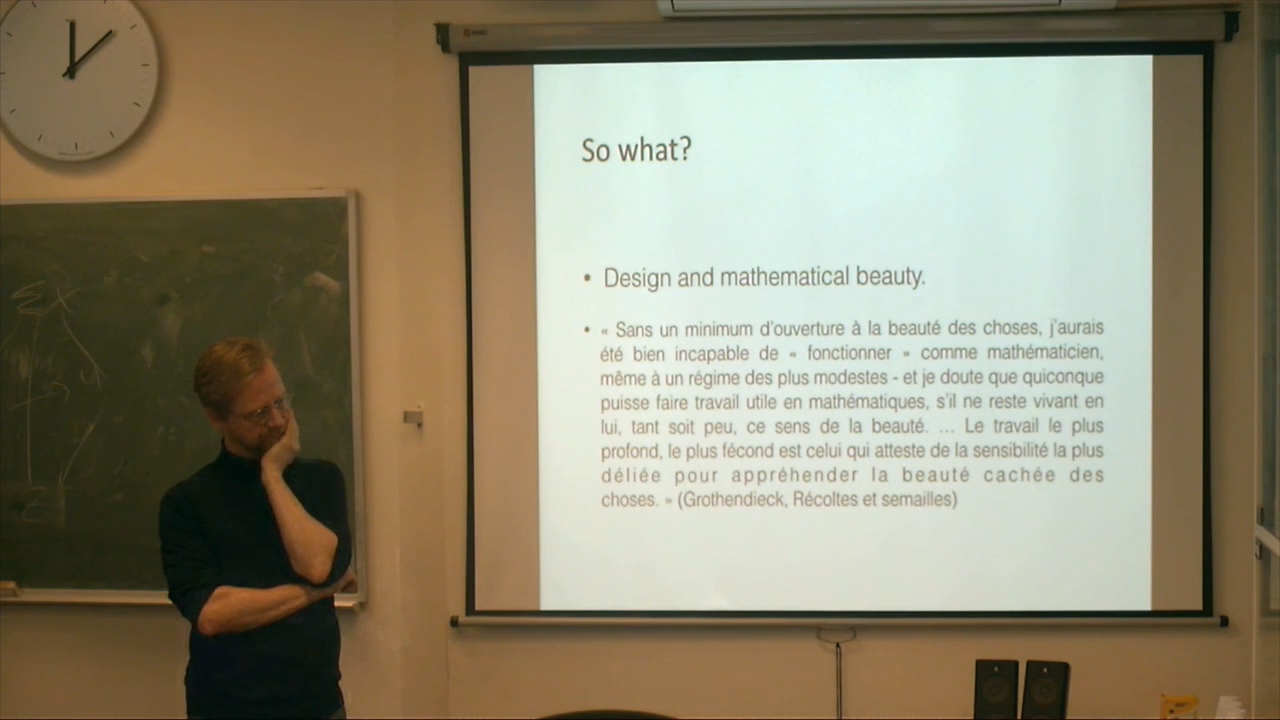 So what?
• Design and mathematical beauty.
• « Sans un minimum d'ouverture à la beauté des choses, j'aurais
été bien incapable de « fonctionner » comme mathématicien,
même à un régime des plus modestes - et je doute que quiconque
puisse faire travail utile en mathématiques, s'il ne reste vivant en
lui, tant soit peu, ce sens de la beauté. … Le travail le plus
profond, le plus fécond est celui qui atteste de la sensibilité la plus
déliée pour appréhender la beauté cachée des
choses. » (Grothendieck, Récoltes et semailles)